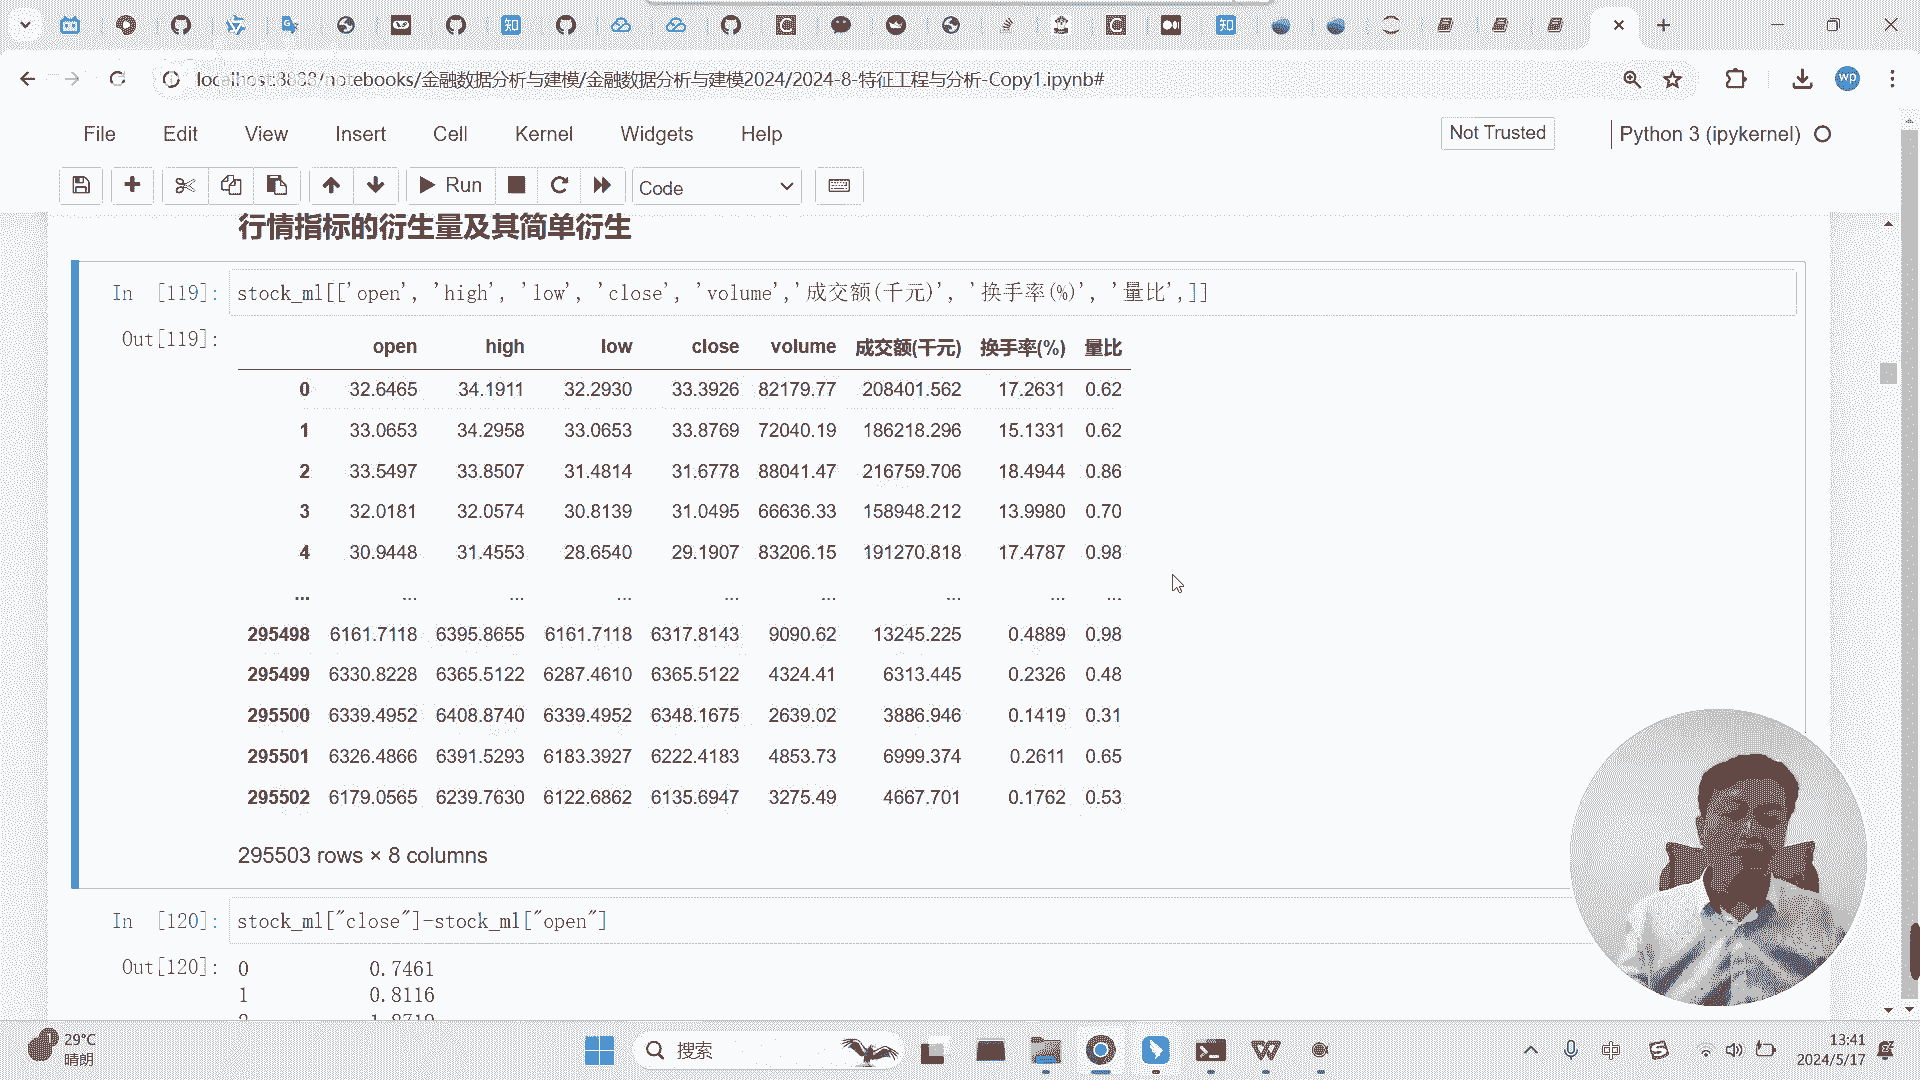 localhost:8888/notebooks/金融数据分析与建模/金融数据分析与建模2024/2024-8-特征工程与分析-Copy1.ipynb#
wp
File Edit View Insert Cell Kernel Widgets Help
Not Trusted
Python 3 (ipykernel)
Run
Code
行情指标的衍生量及其简单衍生
In [119]: stock_ml[['open', 'high', 'low', 'close', 'volume','成交额(千元)', '换手率(%)', '量比',]]
Out[119]:
open high low close volume 成交额(千元) 换手率(%) 量比
0 32.6465 34.1911 32.2930 33.3926 82179.77 208401.562 17.2631 0.62
1 33.0653 34.2958 33.0653 33.8769 72040.19 186218.296 15.1331 0.62
2 33.5497 33.8507 31.4814 31.6778 88041.47 216759.706 18.4944 0.86
3 32.0181 32.0574 30.8139 31.0495 66636.33 158948.212 13.9980 0.70
4 30.9448 31.4553 28.6540 29.1907 83206.15 191270.818 17.4787 0.98
... ... ... ... ... ... ... ... ...
295498 6161.7118 6395.8655 6161.7118 6317.8143 9090.62 13245.225 0.4889 0.98
295499 6330.8228 6365.5122 6287.4610 6365.5122 4324.41 6313.445 0.2326 0.48
295500 6339.4952 6408.8740 6339.4952 6348.1675 2639.02 3886.946 0.1419 0.31
295501 6326.4866 6391.5293 6183.3927 6222.4183 4853.73 6999.374 0.2611 0.65
295502 6179.0565 6239.7630 6122.6862 6135.6947 3275.49 4667.701 0.1762 0.53
295503 rows × 8 columns
In [120]: stock_ml["close"]-stock_ml["open"]
Out[120]: 0 0.7461
1 0.8116
29°C
晴朗
搜索
中
13:41
2024/5/17